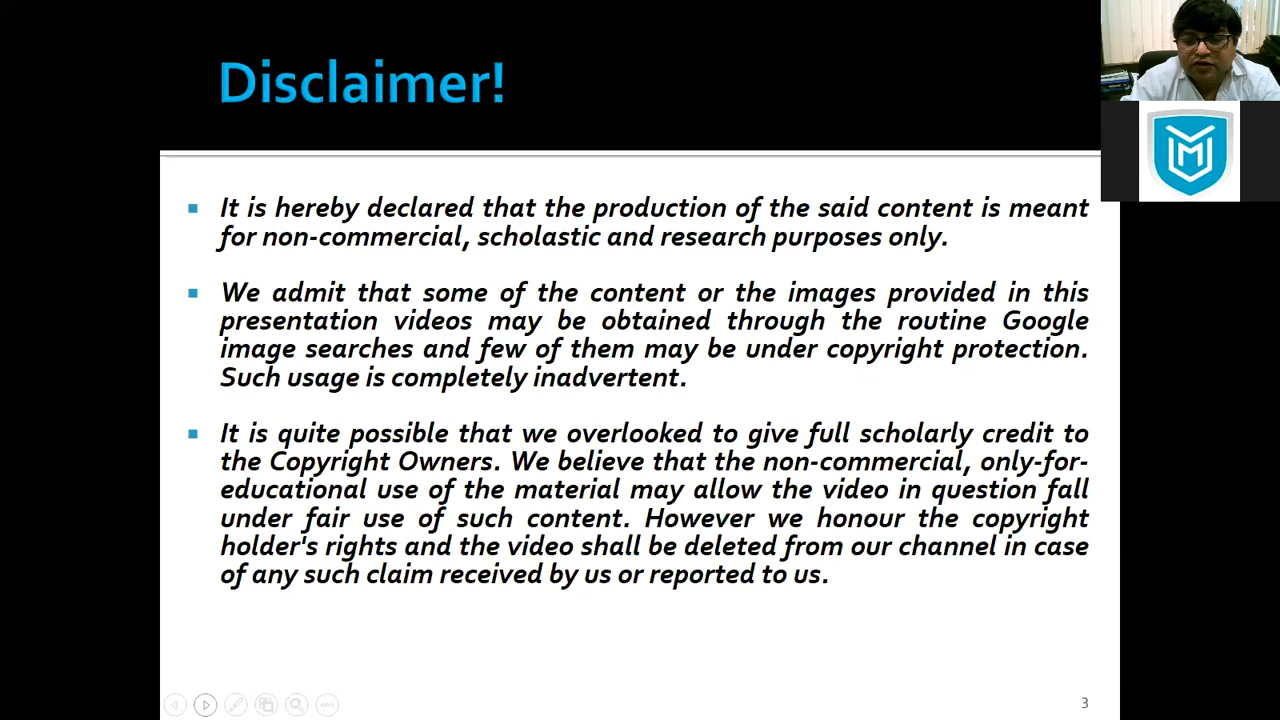 Disclaimer!
It is hereby declared that the production of the said content is meant
for non-commercial, scholastic and research purposes only.
We admit that some of the content or the images provided in this
presentation videos may be obtained through the routine Google
image searches and few of them may be under copyright protection.
Such usage is completely inadvertent.
It is quite possible that we overlooked to give full scholarly credit to
the Copyright Owners. We believe that the non-commercial, only-for-
educational use of the material may allow the video in question fall
under fair use of such content. However we honour the copyright
holder's rights and the video shall be deleted from our channel in case
of any such claim received by us or reported to us.
3